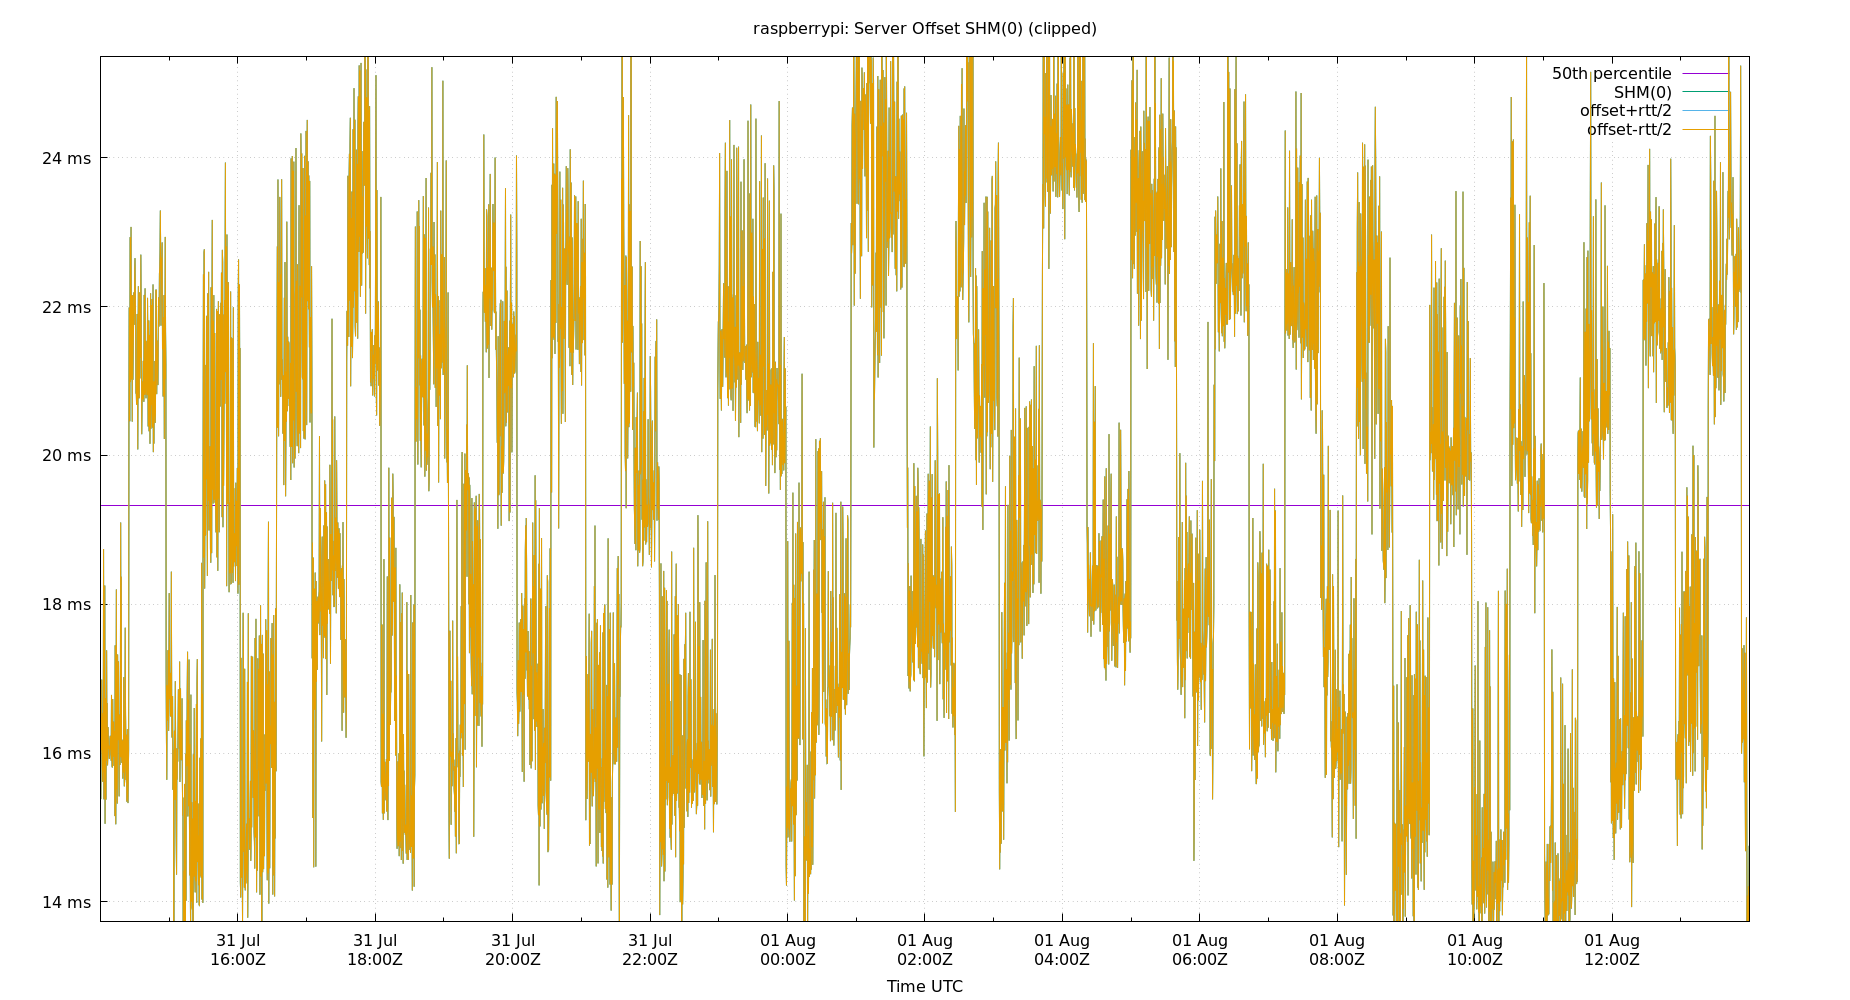 raspberrypi: Server Offset SHM(0) (clipped)
50th percentile
SHM(0)
offset+rtt/2
offset-rtt/2
24 ms
22 ms
20 ms
18 ms
16 ms
14 ms
31 Jul 31 Jul 31 Jul 31 Jul 01 Aug 01 Aug 01 Aug 01 Aug 01 Aug 01 Aug 01 Aug
16:00Z 18:00Z 20:00Z 22:00Z 00:00Z 02:00Z 04:00Z 06:00Z 08:00Z 10:00Z 12:00Z
Time UTC